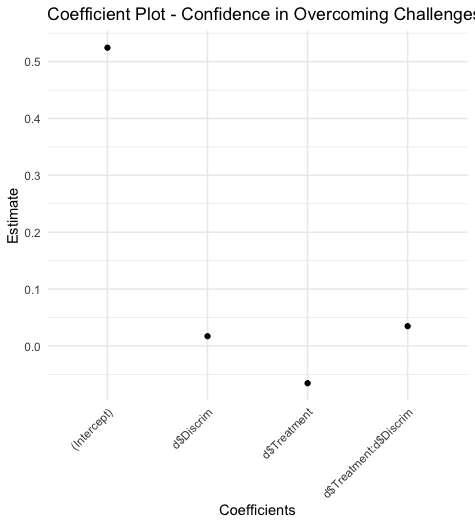 Coefficient Plot - Confidence in Overcoming Challenges
0.5
0.4
0.3
0.2
0.1
0.0
Estimate
(Intercept)
d$Discrim
d$Treatment
d$Treatment:d$Discrim
Coefficients